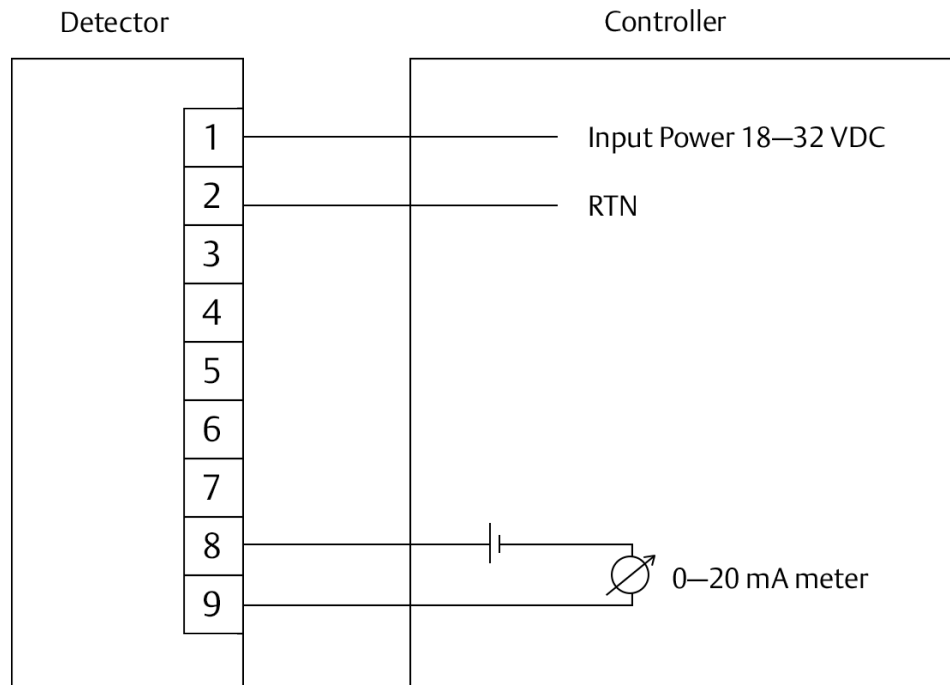 Detector
Controller
1
Input Power 18—32 VDC
2
RTN
3
4
5
6
7
8
0—20 mA meter
9